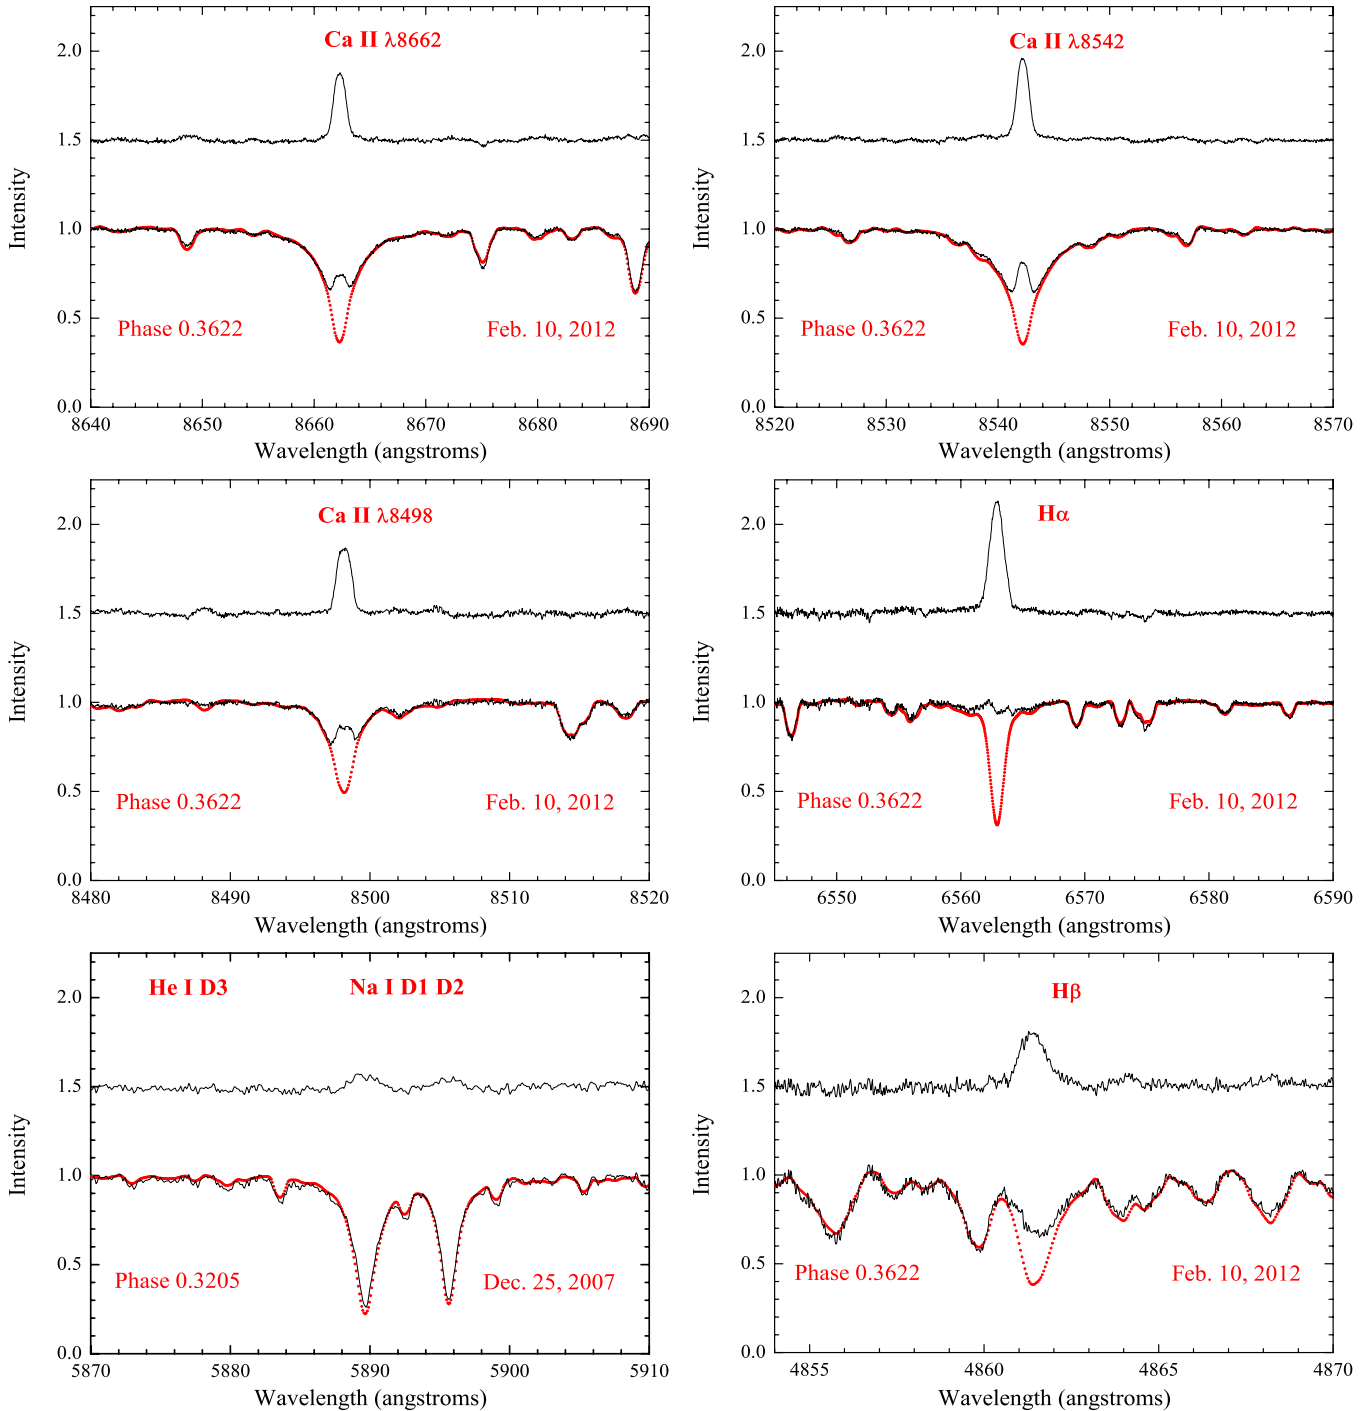 Ca II λ8662
2.0
1.5
1.0
0.5
0.0
Intensity
Phase 0.3622
Feb. 10, 2012
8640 8650 8660 8670 8680 8690
Wavelength (angstroms)
Ca II λ8542
2.0
1.5
1.0
0.5
0.0
Intensity
Phase 0.3622
Feb. 10, 2012
8520 8530 8540 8550 8560 8570
Wavelength (angstroms)
Ca II λ8498
2.0
1.5
1.0
0.5
0.0
Intensity
Phase 0.3622
Feb. 10, 2012
8480 8490 8500 8510 8520
Wavelength (angstroms)
Hα
2.0
1.5
1.0
0.5
0.0
Intensity
Phase 0.3622
Feb. 10, 2012
6550 6560 6570 6580 6590
Wavelength (angstroms)
He I D3
Na I D1 D2
2.0
1.5
1.0
0.5
0.0
Intensity
Phase 0.3205
Dec. 25, 2007
5870 5880 5890 5900 5910
Wavelength (angstroms)
Hβ
2.0
1.5
1.0
0.5
0.0
Intensity
Phase 0.3622
Feb. 10, 2012
4855 4860 4865 4870
Wavelength (angstroms)